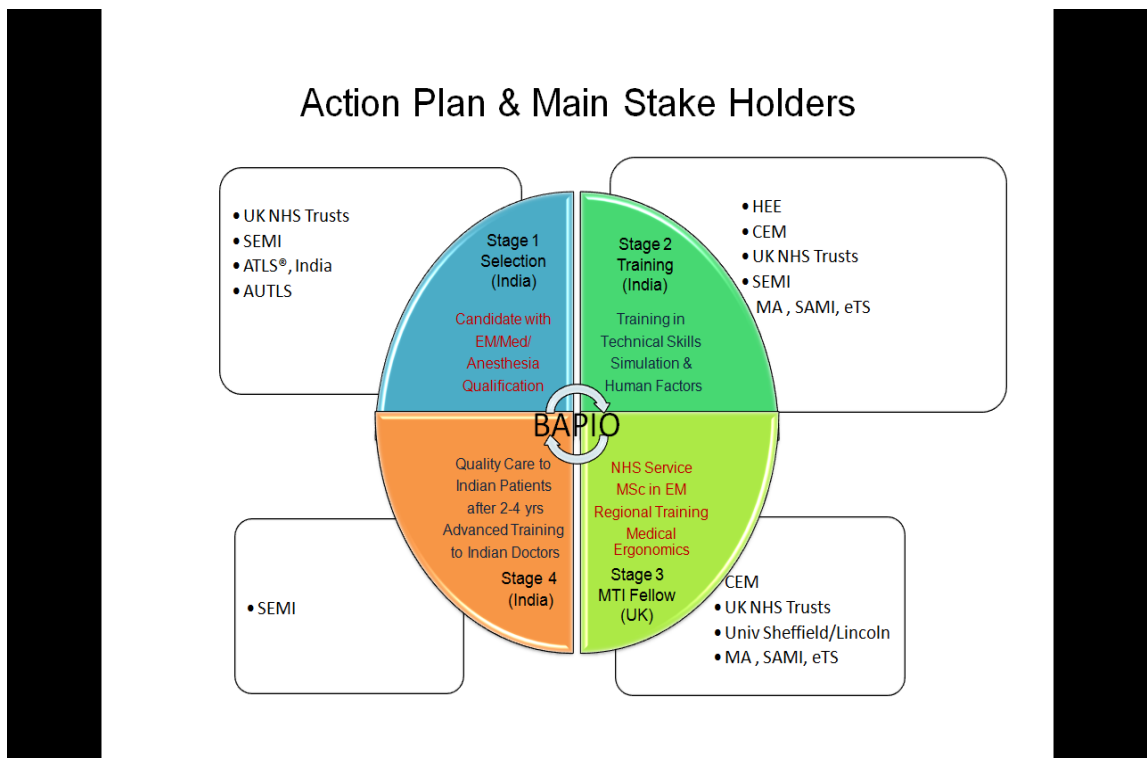 Action Plan & Main Stake Holders
• UK NHS Trusts
• SEMI
• ATLS®, India
• AUTLS
Stage 1
Selection
(India)
Candidate with
EM/Med/
Anesthesia
Qualification
Stage 2
Training
(India)
Training in
Technical Skills
Simulation &
Human Factors
• HEE
• CEM
• UK NHS Trusts
• SEMI
MA , SAMI, eTS
BAPIO
Quality Care to
Indian Patients
after 2-4 yrs
Advanced Training
to Indian Doctors
Stage 4
(India)
• SEMI
NHS Service
MSc in EM
Regional Training
Medical
Ergonomics
Stage 3
MTI Fellow
(UK)
CEM
• UK NHS Trusts
• Univ Sheffield/Lincoln
• MA , SAMI, eTS